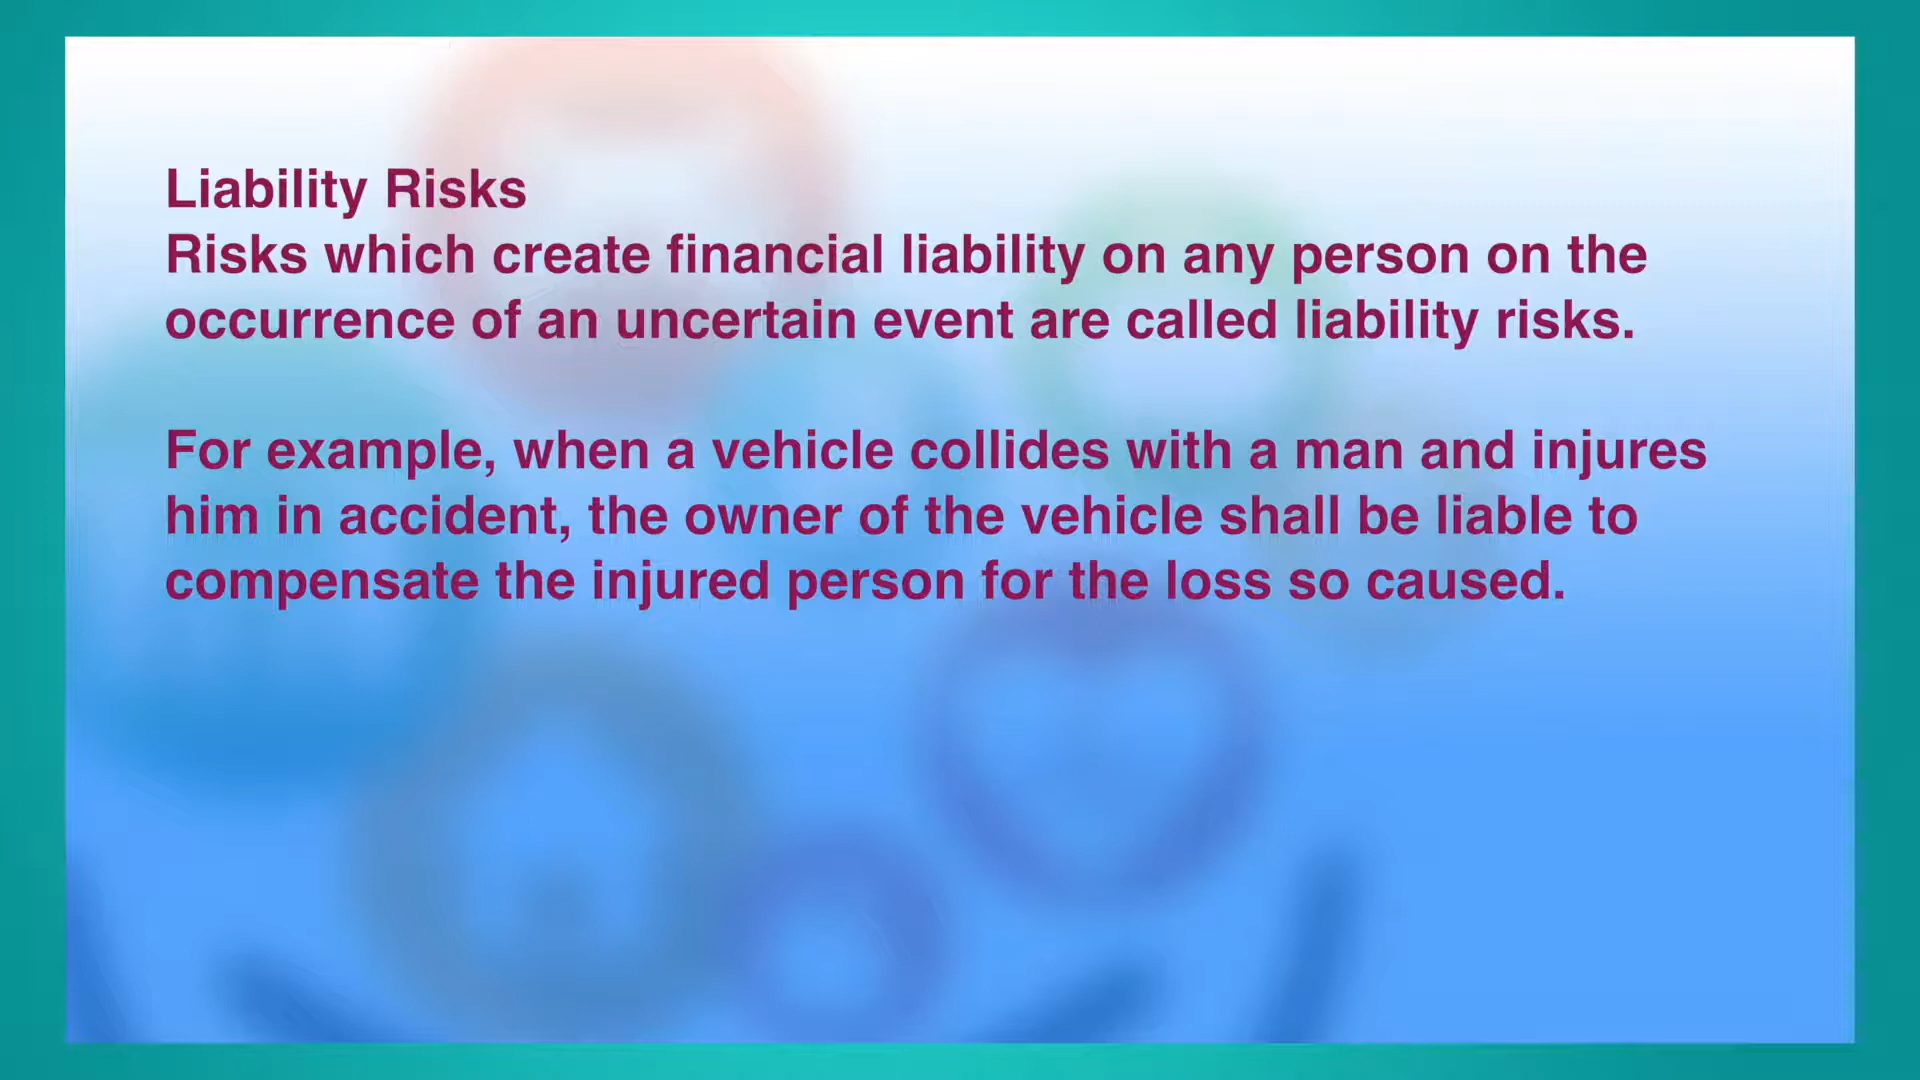 Liability Risks
Risks which create financial liability on any person on the
occurrence of an uncertain event are called liability risks.
For example, when a vehicle collides with a man and injures
him in accident, the owner of the vehicle shall be liable to
compensate the injured person for the loss so caused.